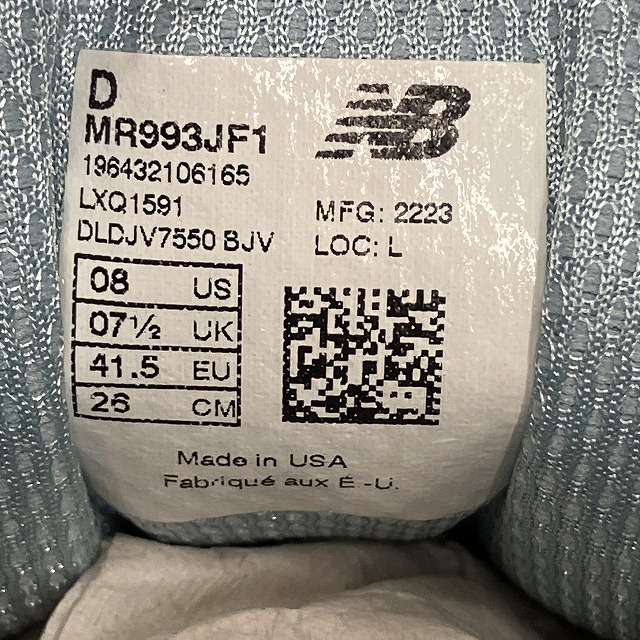 D
MR993JF1
196432106165
LXQ1591
DLDJV7550 BJV
NB
MFG: 2223
LOC: L
08 US
07½ UK
41.5 EU
26 CM
Made in USA
Fabriqué aux É.-U.